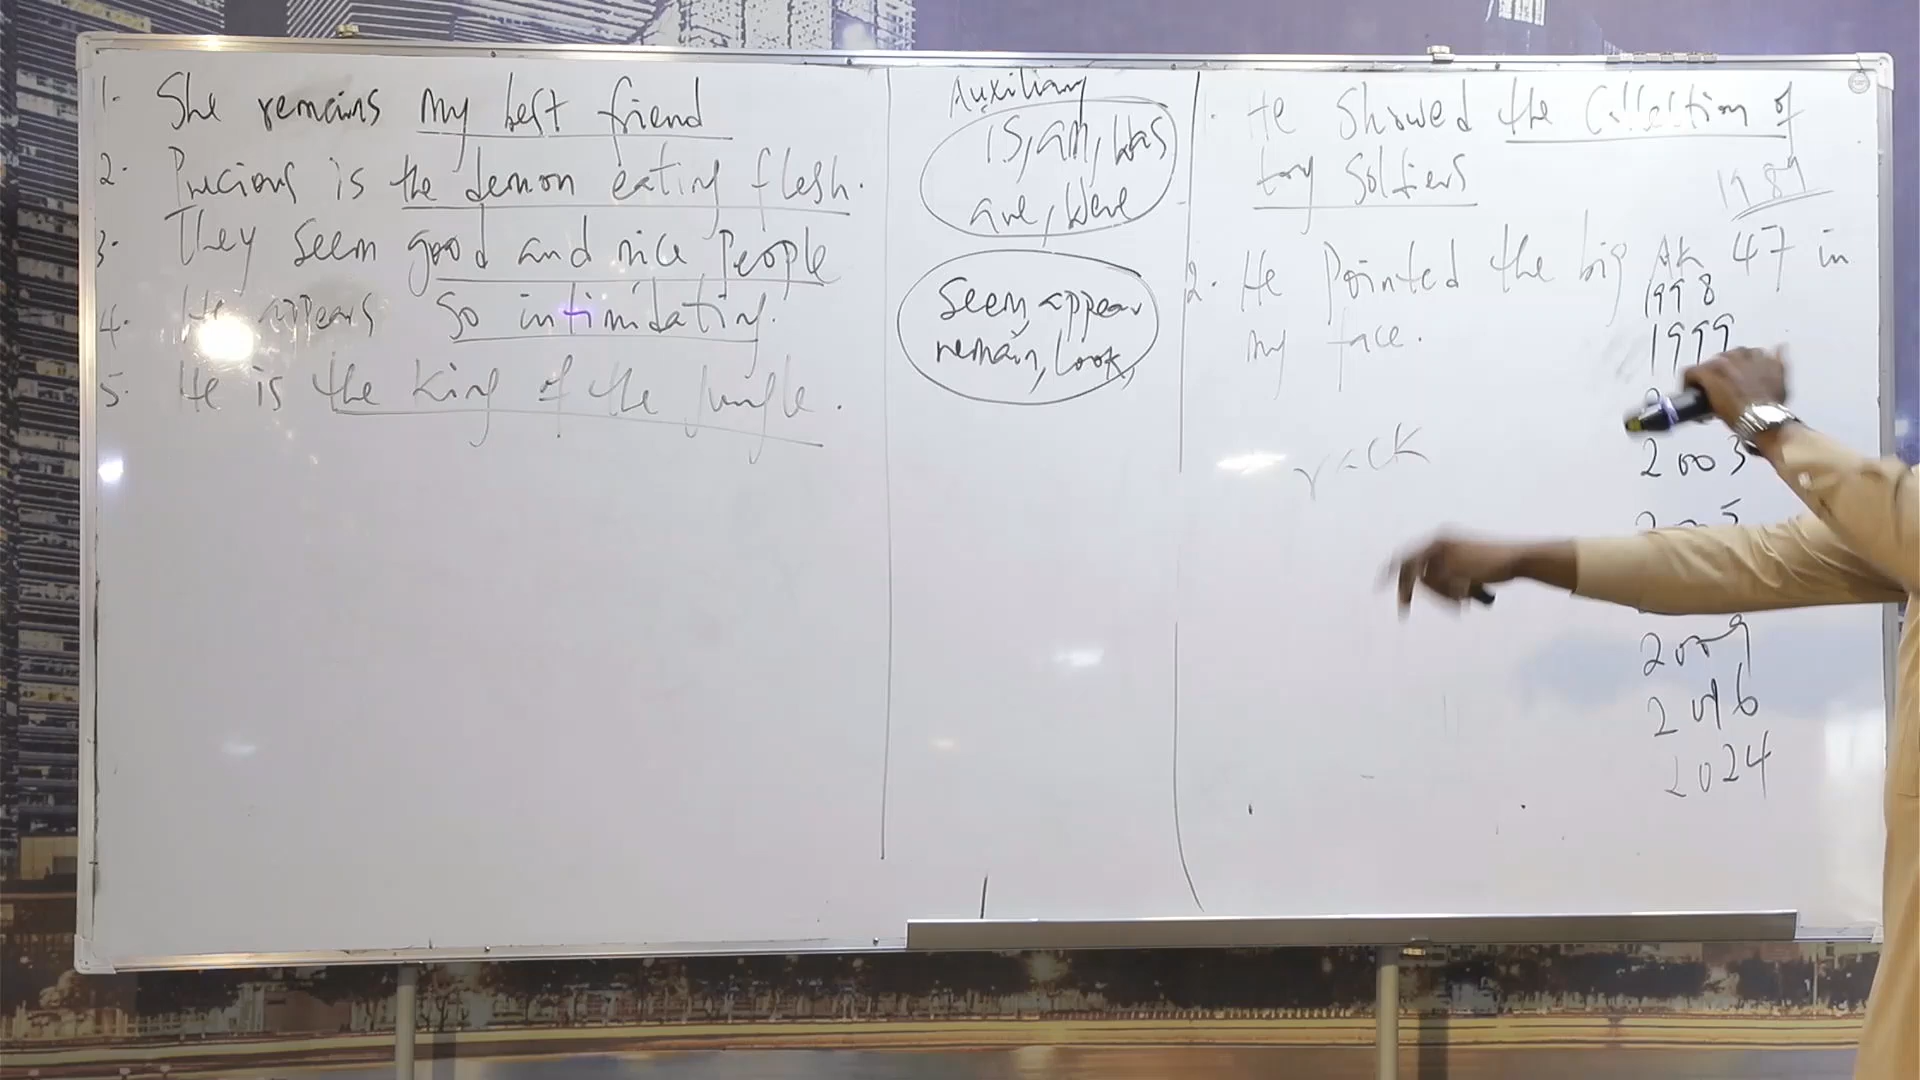 1. She remains my best friend
2. Precious is the demon eating flesh.
3. They seem good and nice people
4. He appears so intimidating.
5. He is the King of the Jungle.
Auxiliary
is, am, was
are, were
Seem, appear
remain, look,
1. He Showed the Collection of
toy soldiers
1989
2. He Pointed the big AK 47 in
my face.
1998
1999
2003
2005
2009
2016
2024
rack